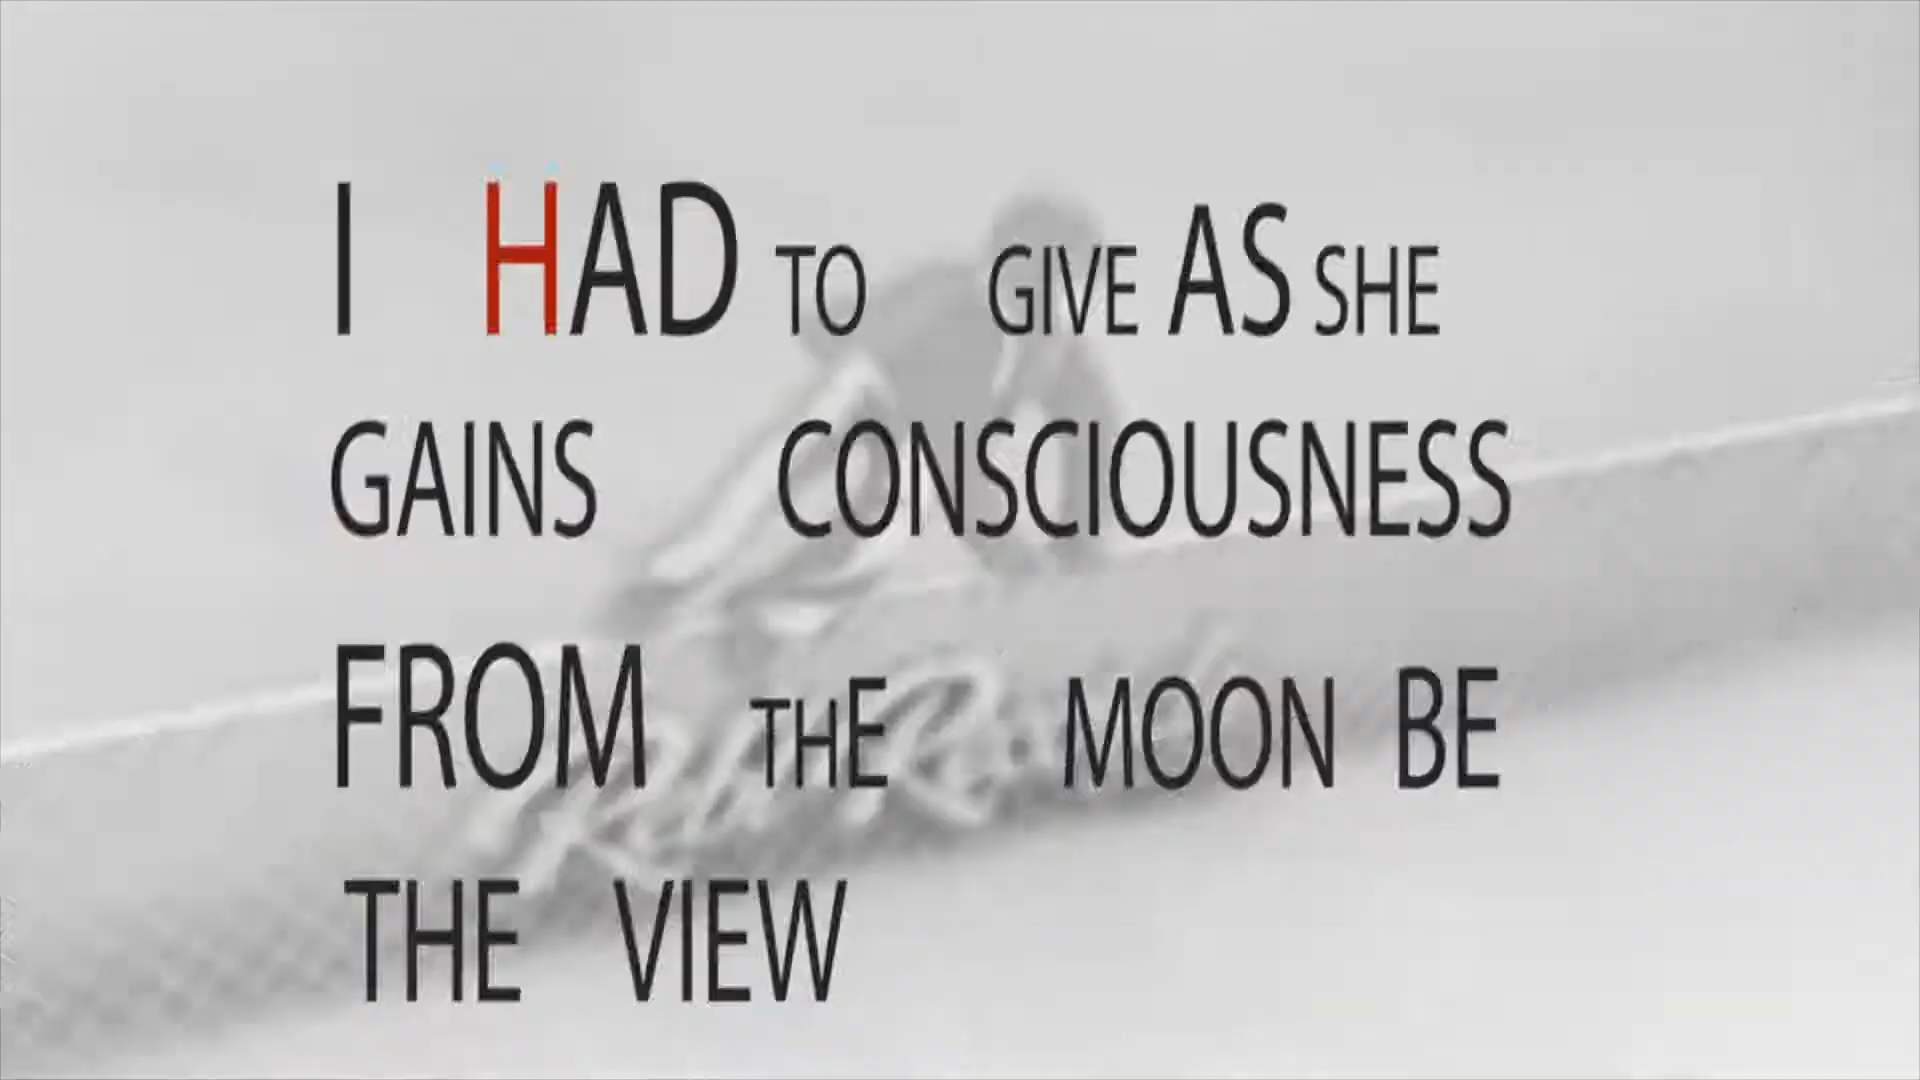 I HAD TO GIVE AS SHE
GAINS CONSCIOUSNESS
FROM THE MOON BE
THE VIEW